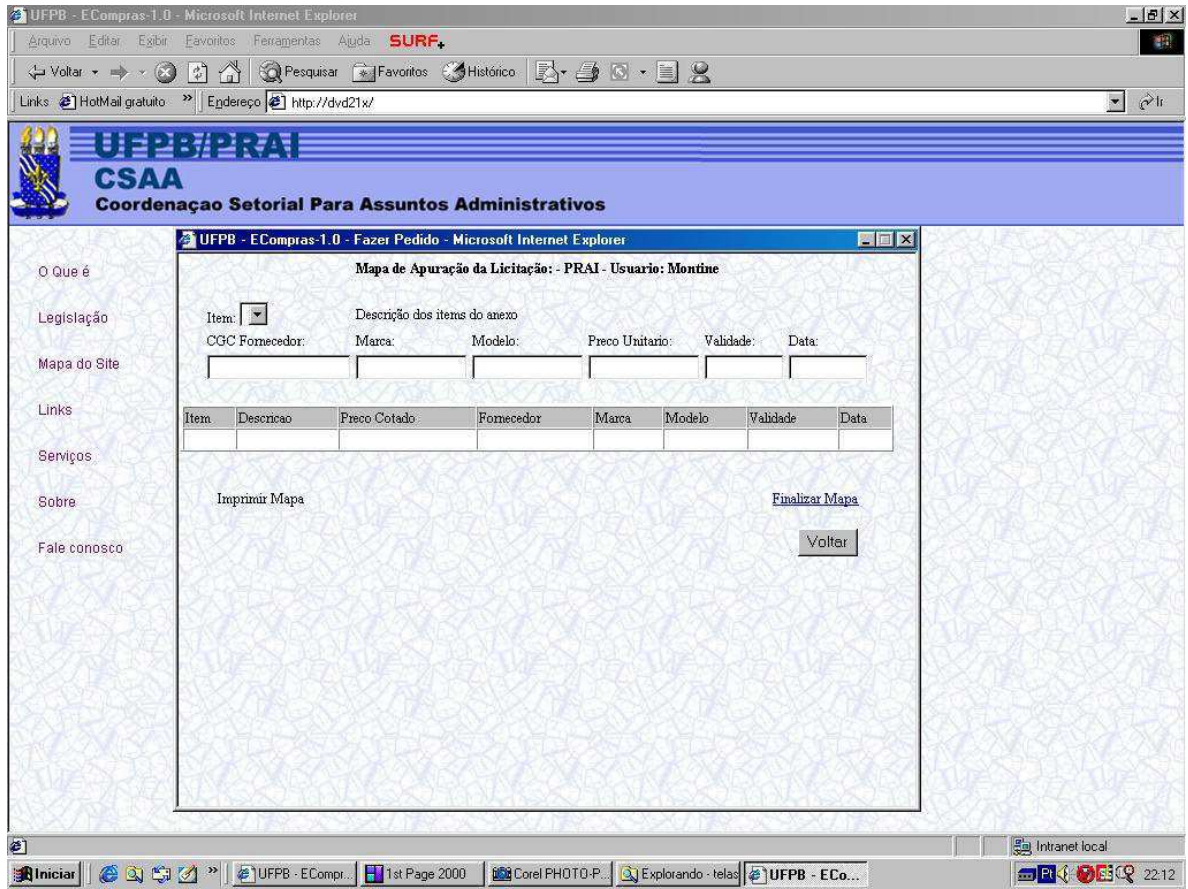 UFPB - ECompras-1.0 - Microsoft Internet Explorer
Arquivo Editar Exibir Favoritos Ferramentas Ajuda SURF+
Voltar Pesquisar Favoritos Histórico
Links HotMail gratuito » Endereço http://dvd21x/ Ir
UFPB/PRAI
CSAA
Coordenaçao Setorial Para Assuntos Administrativos
UFPB - ECompras-1.0 - Fazer Pedido - Microsoft Internet Explorer
Mapa de Apuração da Licitação: - PRAI - Usuario: Montine
O Que é
Legislação
Mapa do Site
Links
Serviços
Sobre
Fale conosco
Item: Descrição dos items do anexo
CGC Fornecedor: Marca: Modelo: Preco Unitario: Validade: Data:
Item Descricao Preco Cotado Fornecedor Marca Modelo Validade Data
Imprimir Mapa Finalizar Mapa
Voltar
Intranet local
Iniciar » UFPB - ECompr... 1st Page 2000 Corel PHOTO-P... Explorando - telas UFPB - ECo... Pt 22:12